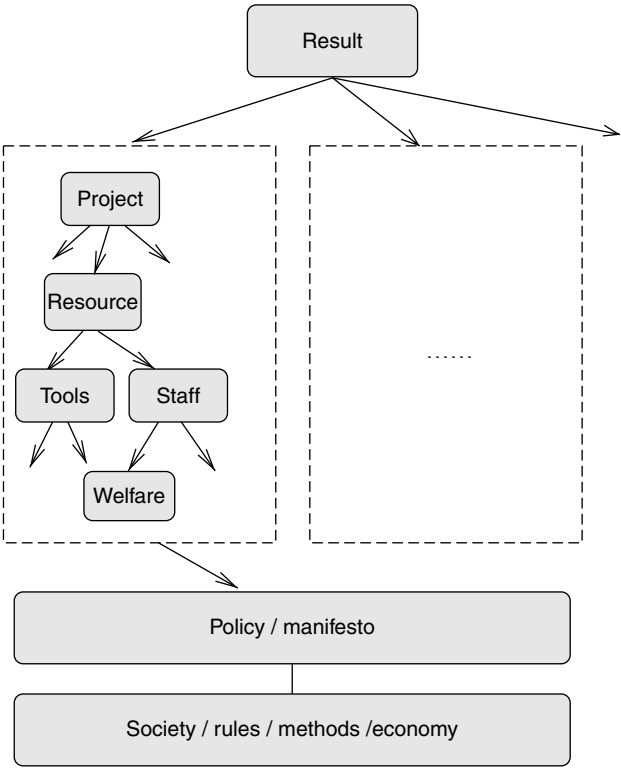 Result
Project
Resource
Tools
Staff
Welfare
......
Policy / manifesto
Society / rules / methods /economy